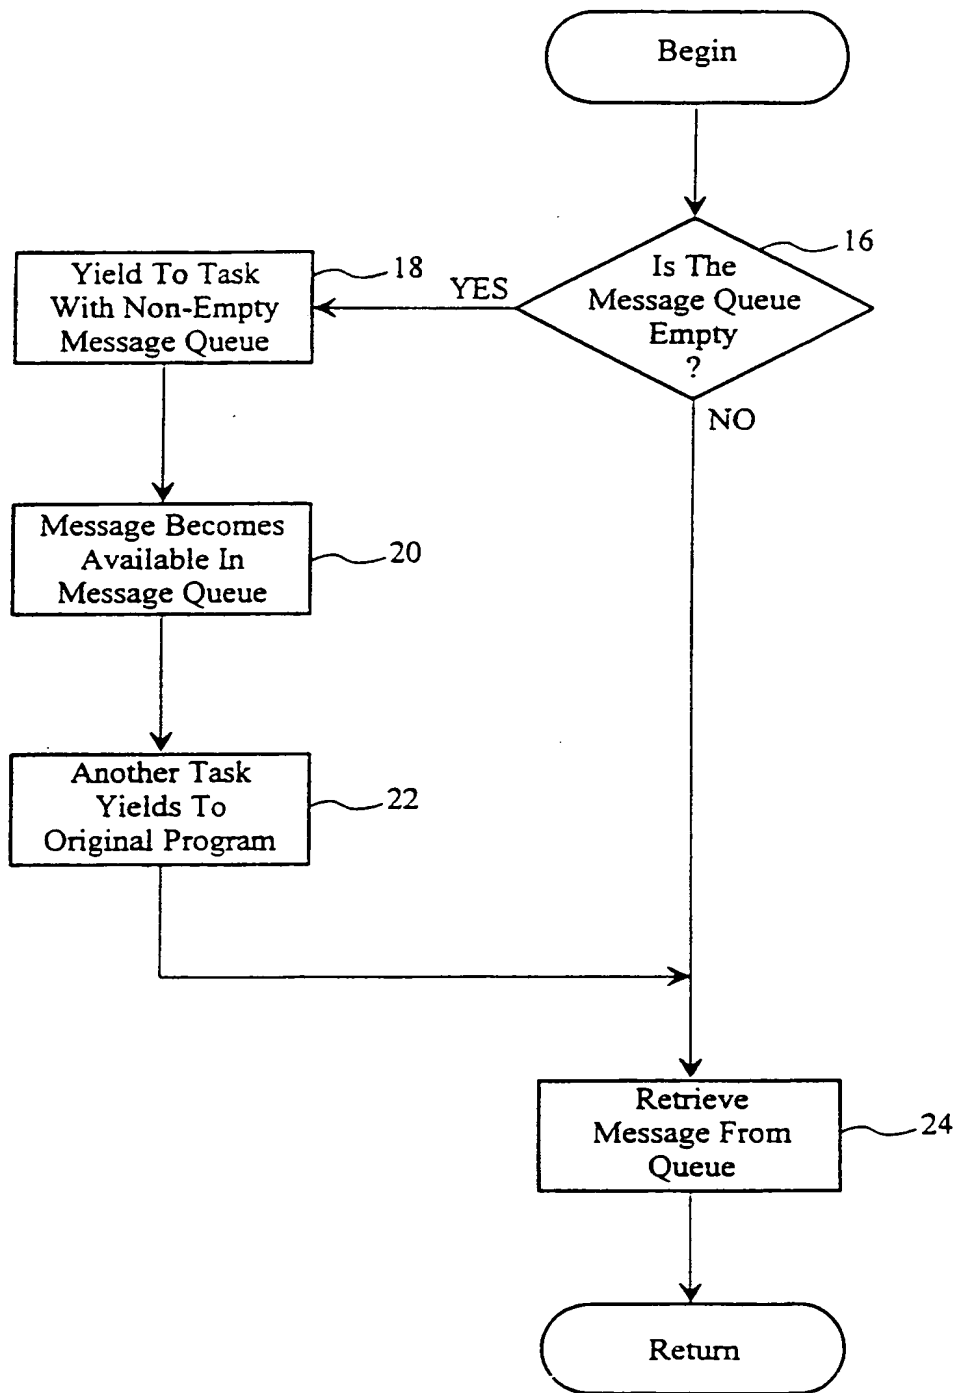 Begin
Is The
Message Queue
Empty
?
16
YES
NO
Yield To Task
With Non-Empty
Message Queue
18
Message Becomes
Available In
Message Queue
20
Another Task
Yields To
Original Program
22
Retrieve
Message From
Queue
24
Return